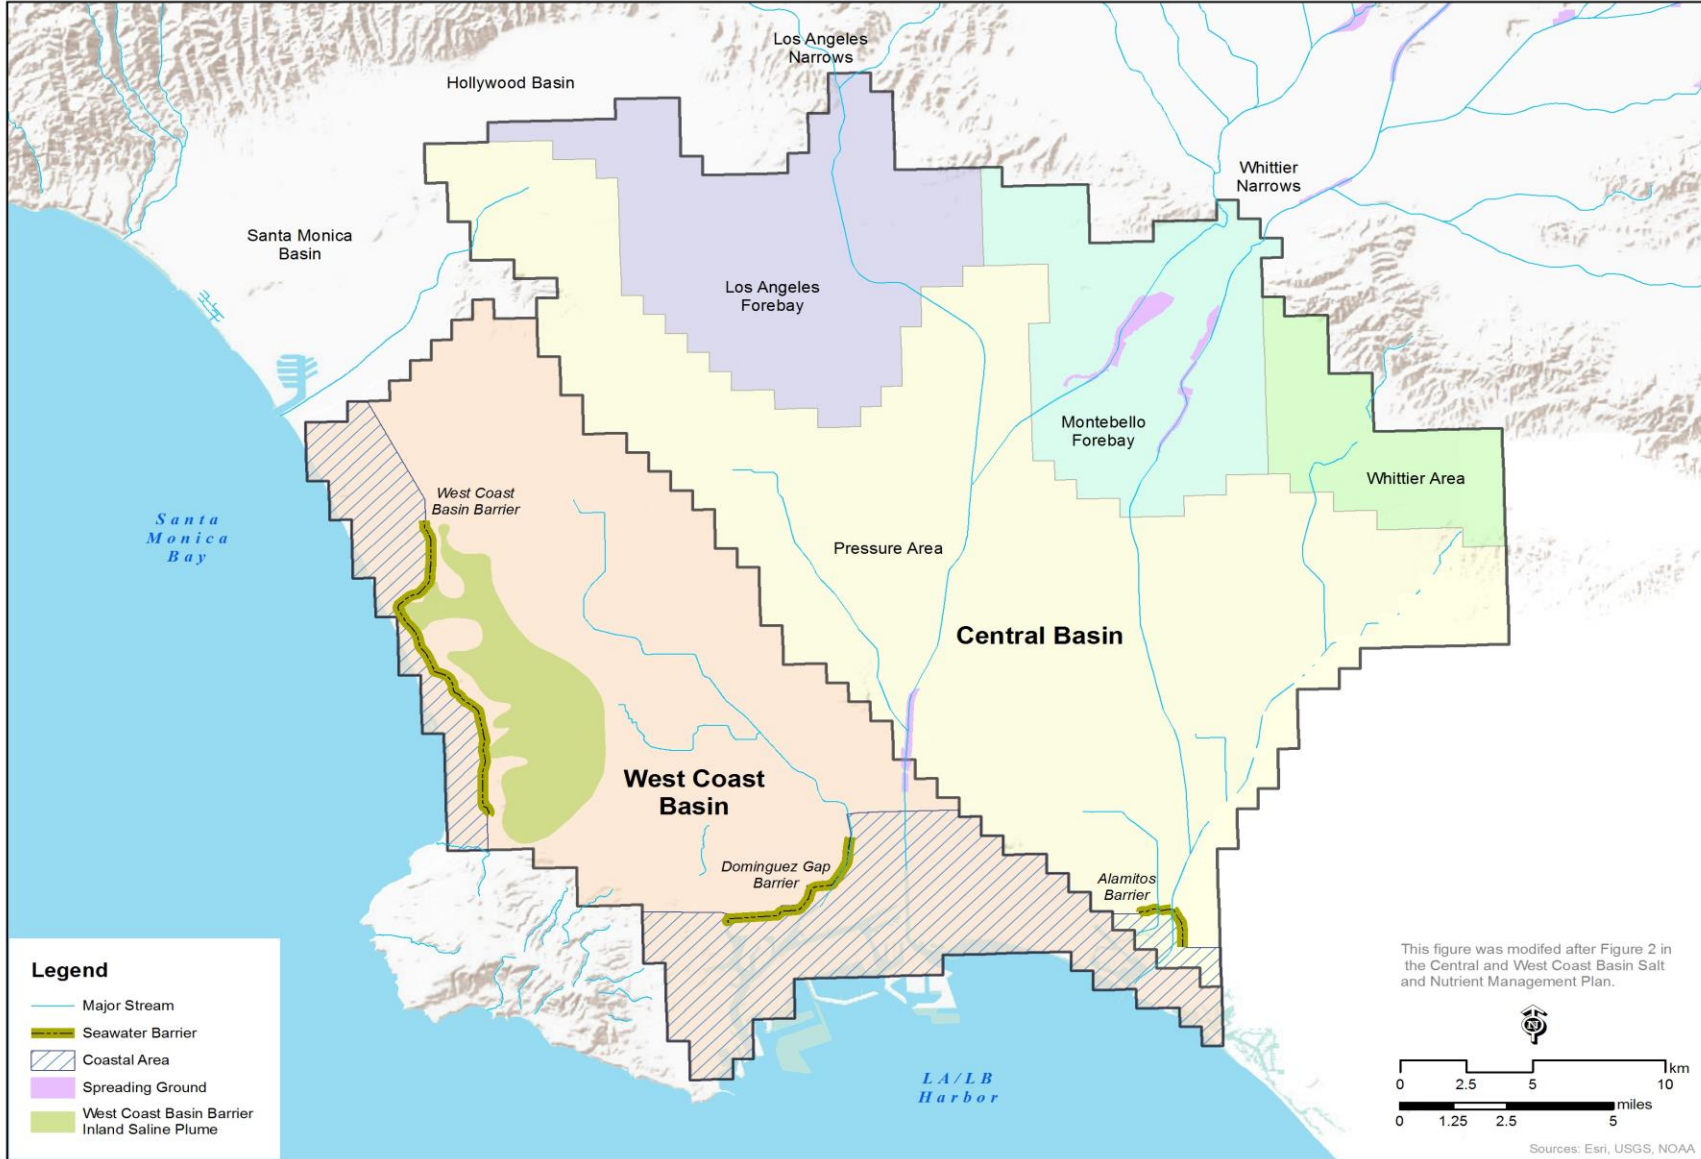 Los Angeles
Narrows
Hollywood Basin
Whittier
Narrows
Santa Monica
Basin
Los Angeles
Forebay
Montebello
Forebay
Whittier Area
West Coast
Basin Barrier
Santa
Monica
Bay
Pressure Area
Central Basin
West Coast
Basin
Dominguez Gap
Barrier
Alamitos
Barrier
LA/LB
Harbor
Legend
Major Stream
Seawater Barrier
Coastal Area
Spreading Ground
West Coast Basin Barrier
Inland Saline Plume
This figure was modifed after Figure 2 in
the Central and West Coast Basin Salt
and Nutrient Management Plan.
N
km
0 2.5 5 10
miles
0 1.25 2.5 5
Sources: Esri, USGS, NOAA